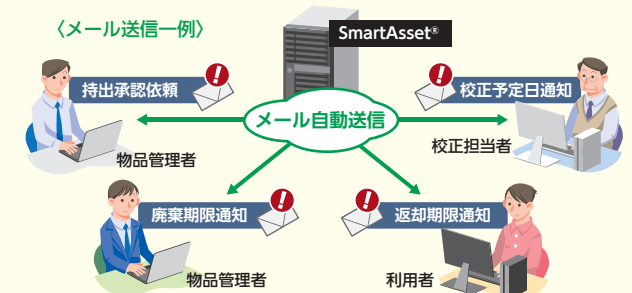 〈メール送信一例〉
SmartAsset®
持出承認依頼
校正予定日通知
メール自動送信
物品管理者
校正担当者
廃棄期限通知
返却期限通知
物品管理者
利用者